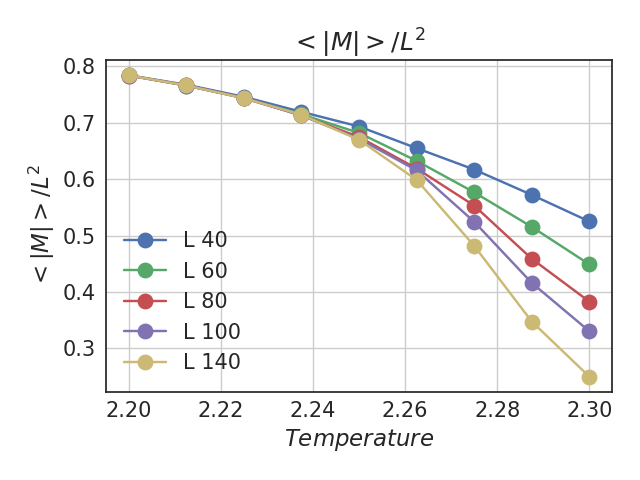 < |M| > /L²
< |M| > /L²
0.8
0.7
0.6
0.5
0.4
0.3
L 40
L 60
L 80
L 100
L 140
2.20 2.22 2.24 2.26 2.28 2.30
Temperature